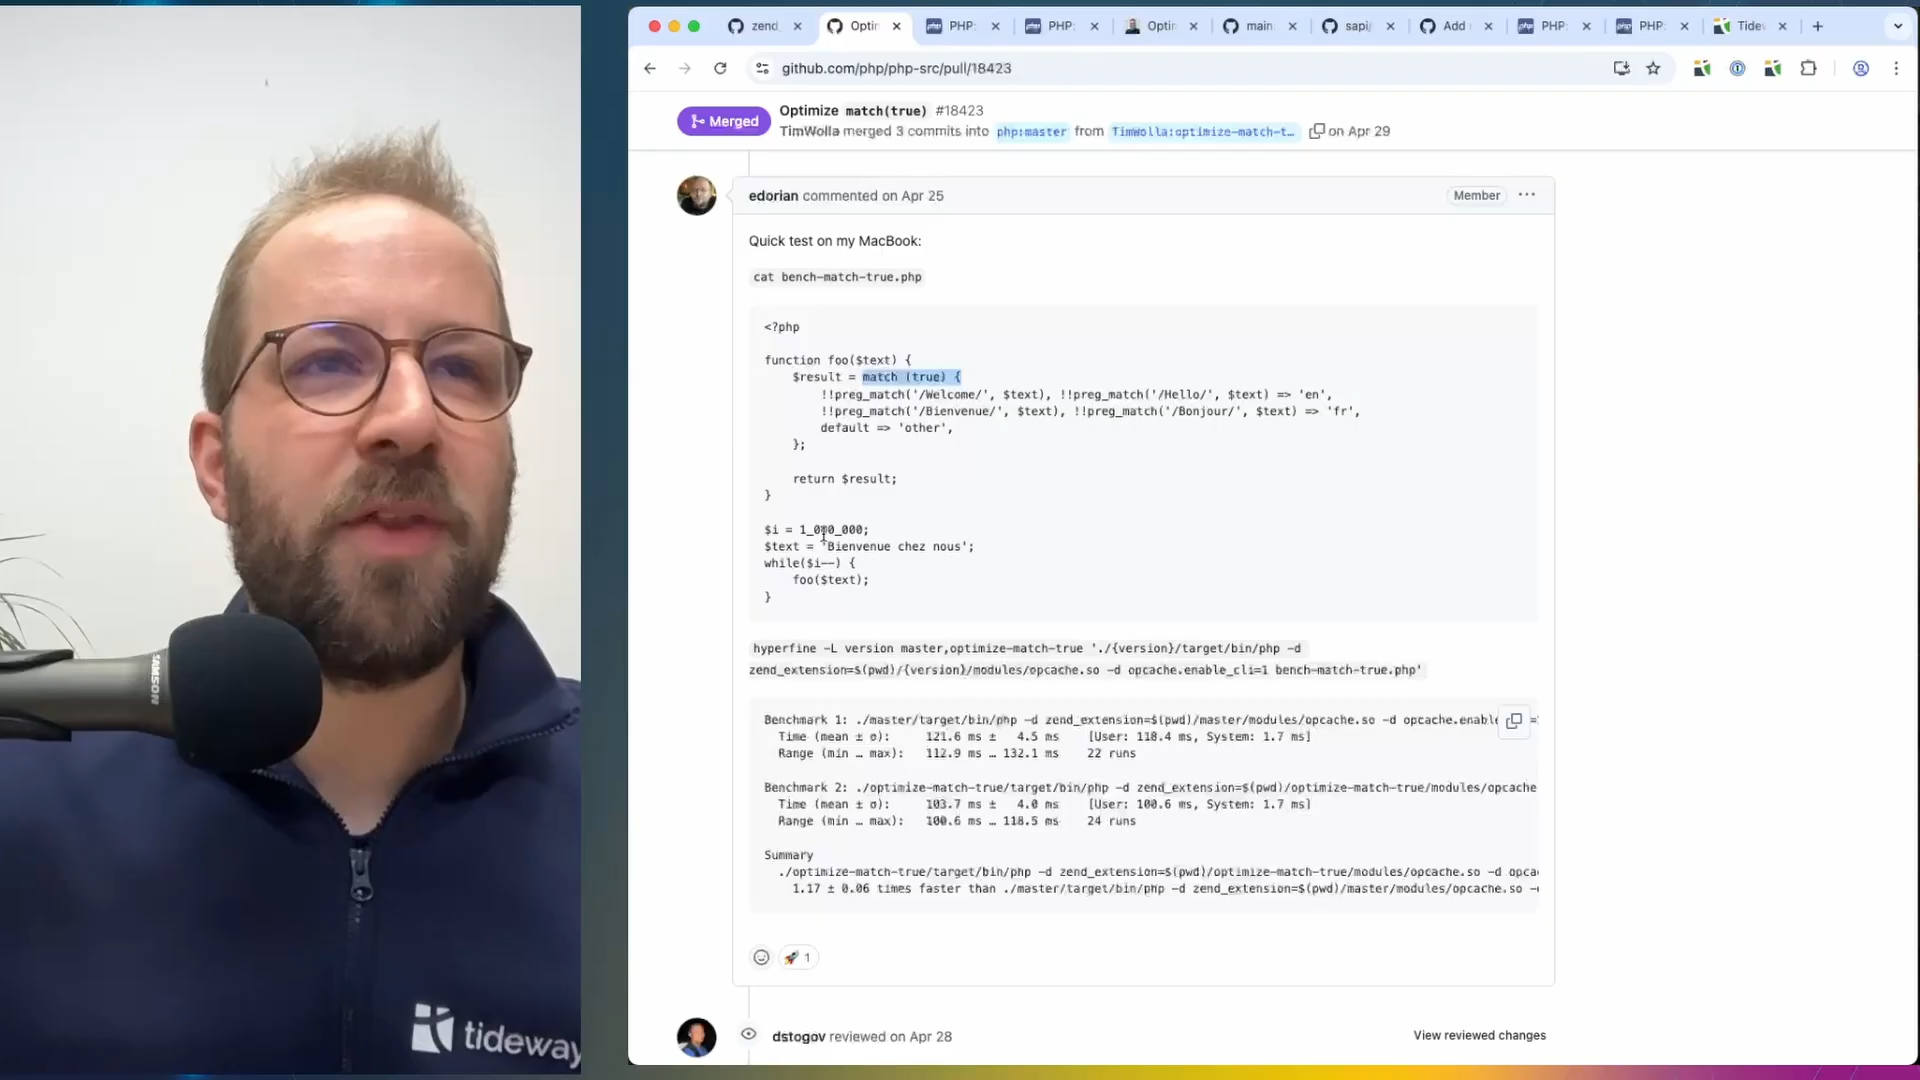 zend_
Optin
PHP:
PHP:
Optin
main
sapi/
Add
PHP:
PHP:
Tide
github.com/php/php-src/pull/18423
Merged
Optimize match(true) #18423
TimWolla merged 3 commits into php:master from TimWolla:optimize-match-t… on Apr 29
edorian commented on Apr 25
Member
Quick test on my MacBook:
cat bench-match-true.php
<?php
function foo($text) {
$result = match (true) {
!!preg_match('/Welcome/', $text), !!preg_match('/Hello/', $text) => 'en',
!!preg_match('/Bienvenue/', $text), !!preg_match('/Bonjour/', $text) => 'fr',
default => 'other',
};
return $result;
}
$i = 1_000_000;
$text = 'Bienvenue chez nous';
while($i--) {
foo($text);
}
hyperfine -L version master,optimize-match-true './{version}/target/bin/php -d
zend_extension=$(pwd)/{version}/modules/opcache.so -d opcache.enable_cli=1 bench-match-true.php'
Benchmark 1: ./master/target/bin/php -d zend_extension=$(pwd)/master/modules/opcache.so -d opcache.enable
Time (mean ± σ): 121.6 ms ± 4.5 ms [User: 118.4 ms, System: 1.7 ms]
Range (min … max): 112.9 ms … 132.1 ms 22 runs
Benchmark 2: ./optimize-match-true/target/bin/php -d zend_extension=$(pwd)/optimize-match-true/modules/opcache
Time (mean ± σ): 103.7 ms ± 4.0 ms [User: 100.6 ms, System: 1.7 ms]
Range (min … max): 100.6 ms … 118.5 ms 24 runs
Summary
./optimize-match-true/target/bin/php -d zend_extension=$(pwd)/optimize-match-true/modules/opcache.so -d opca
1.17 ± 0.06 times faster than ./master/target/bin/php -d zend_extension=$(pwd)/master/modules/opcache.so -
1
dstogov reviewed on Apr 28
View reviewed changes
SAMSON
tideway